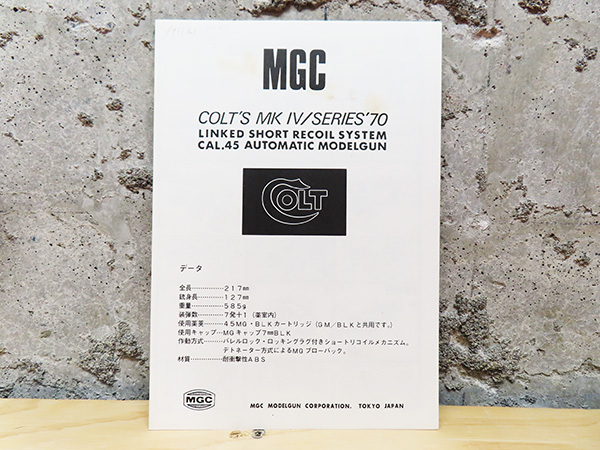 MGC
COLT'S MK IV/SERIES'70
LINKED SHORT RECOIL SYSTEM
CAL.45 AUTOMATIC MODELGUN
COLT
データ
全長……………217㎜
銃身長…………127㎜
重量……………585g
装弾数…………7発+1（薬室内）
使用薬莢………45MG・BLKカートリッジ（GM/BLKと共用です。）
使用キャップ…MGキャップ7㎜BLK
作動方式………バレルロック・ロッキングラグ付きショートリコイルメカニズム。
デトネーター方式によるMGブローバック。
材質……………耐衝撃性ABS
MGC
MGC MODELGUN CORPORATION. TOKYO JAPAN